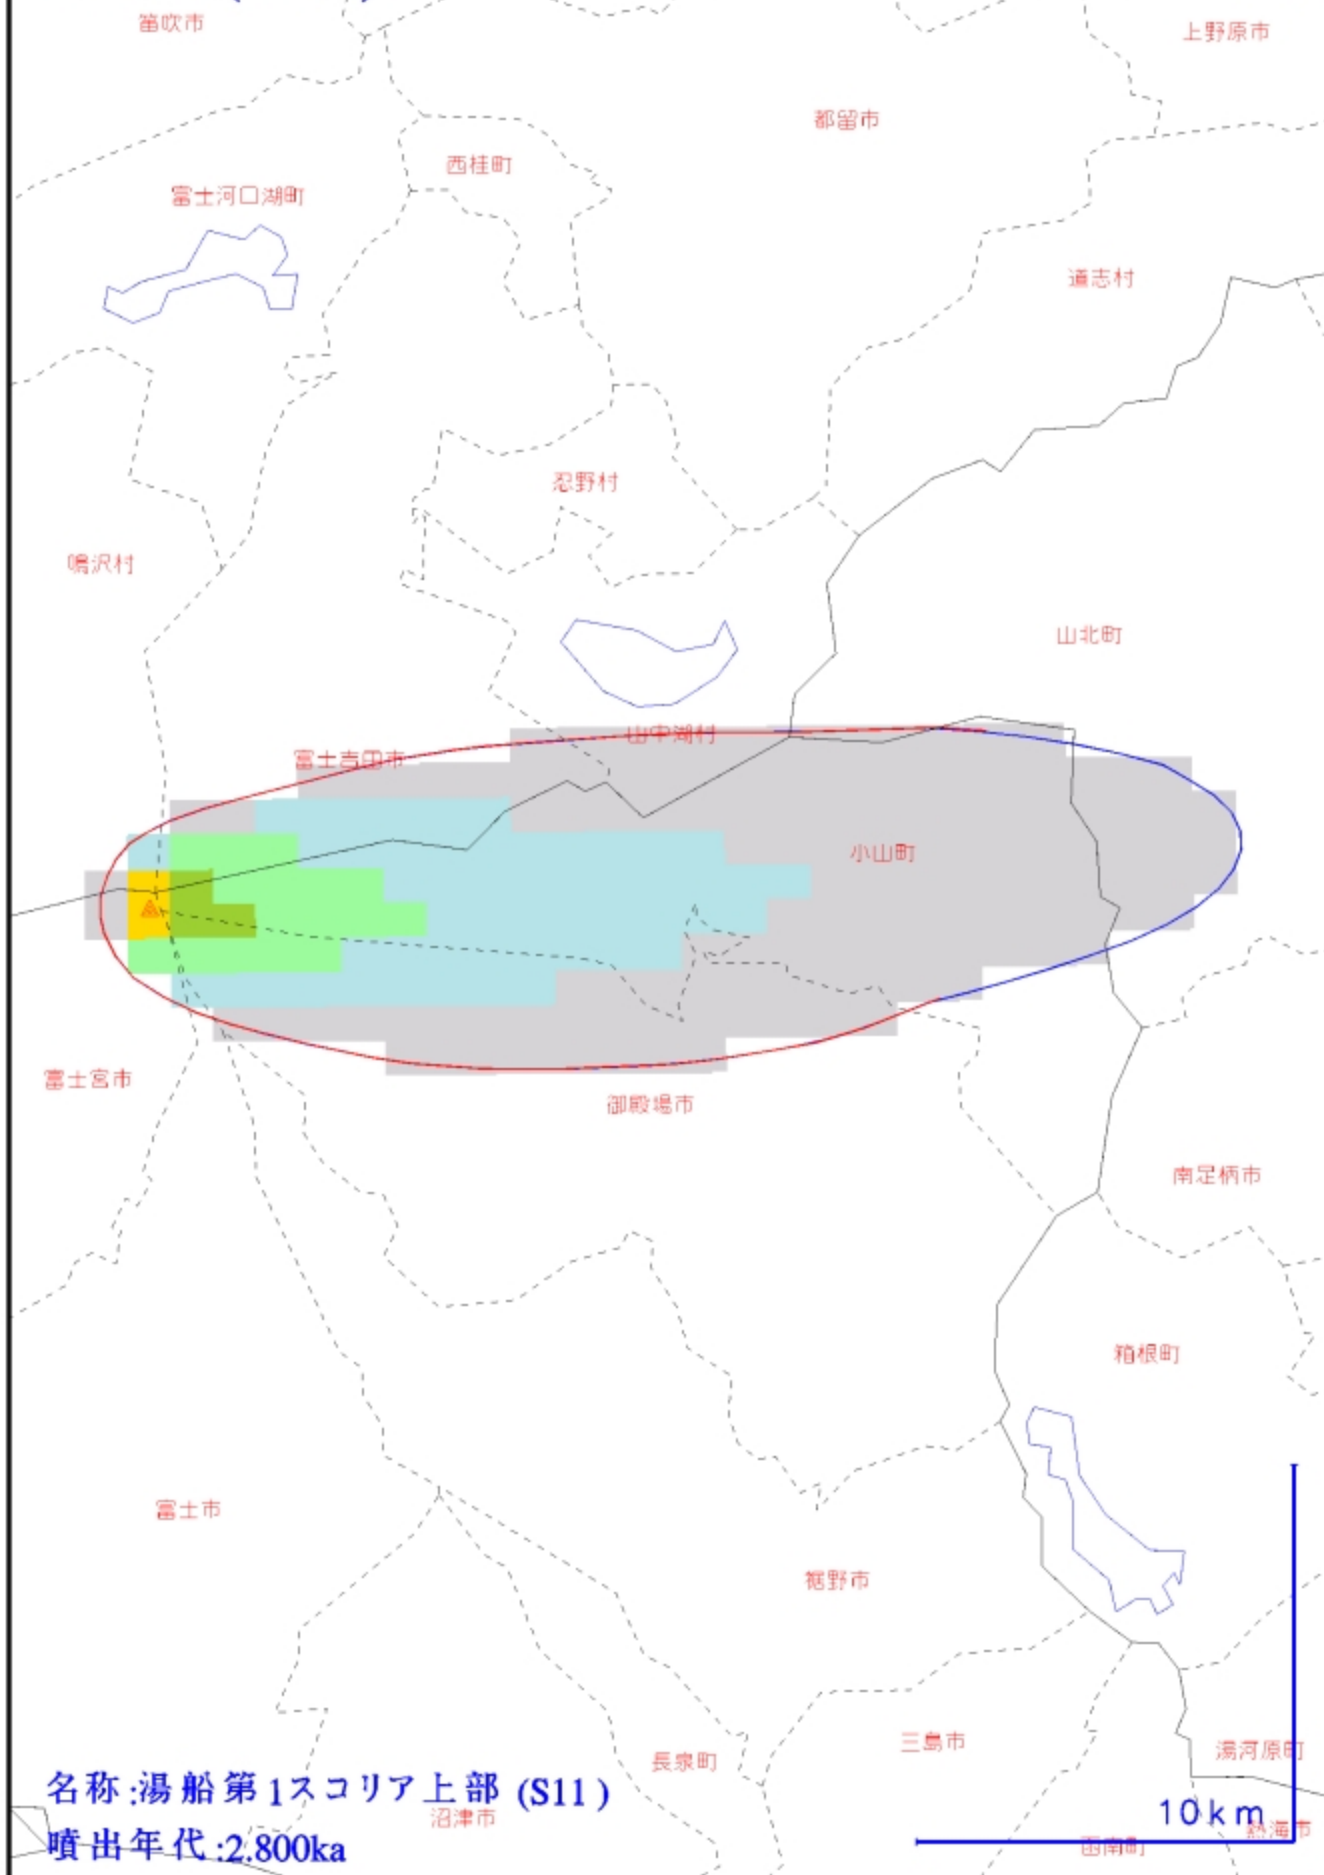 笛吹市
上野原市
都留市
西桂町
富士河口湖町
道志村
忍野村
鳴沢村
山北町
山中湖村
富士吉田市
小山町
富士宮市
御殿場市
南足柄市
箱根町
富士市
裾野市
三島市
湯河原町
長泉町
名称:湯船第1スコリア上部 (S11)
沼津市
10km
熱海市
函南町
噴出年代:2.800ka